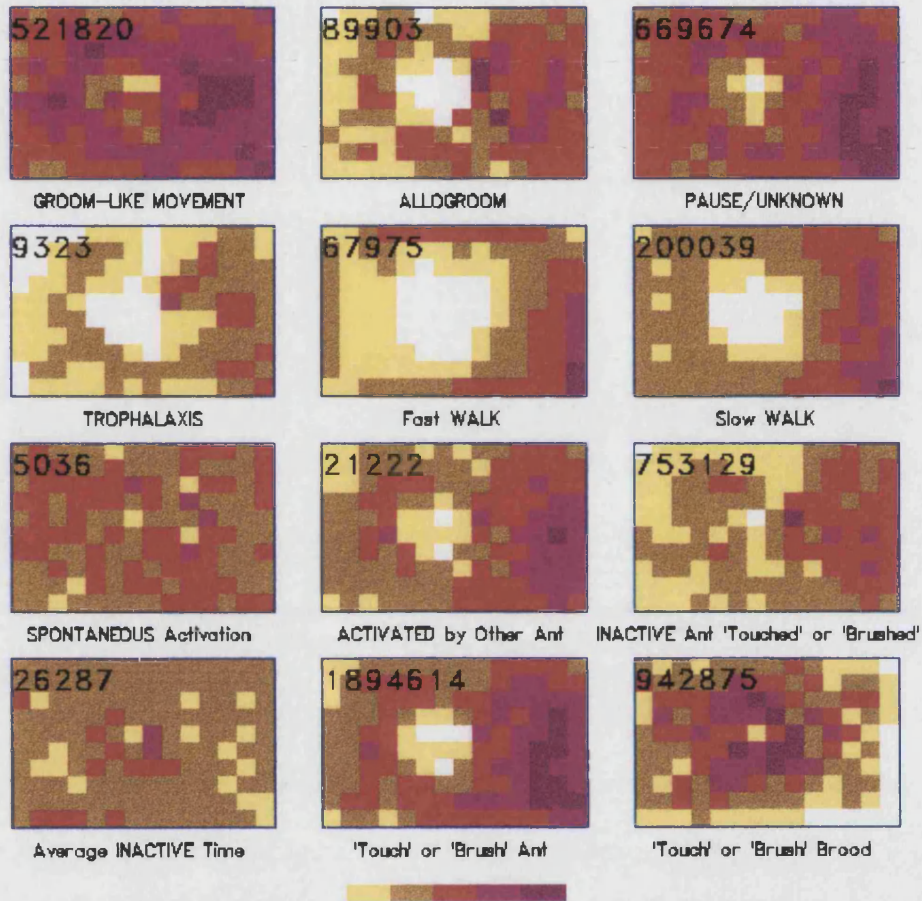 521820 89903 669674
GROOM-LIKE MOVEMENT ALLOGROOM PAUSE/UNKNOWN
9323 67975 200039
TROPHALAXIS Fast WALK Slow WALK
5036 21222 753129
SPONTANEOUS Activation ACTIVATED by Other Ant INACTIVE Ant 'Touched' or 'Brushed'
26287 1894614 942875
Average INACTIVE Time 'Touch' or 'Brush' Ant 'Touch' or 'Brush' Brood